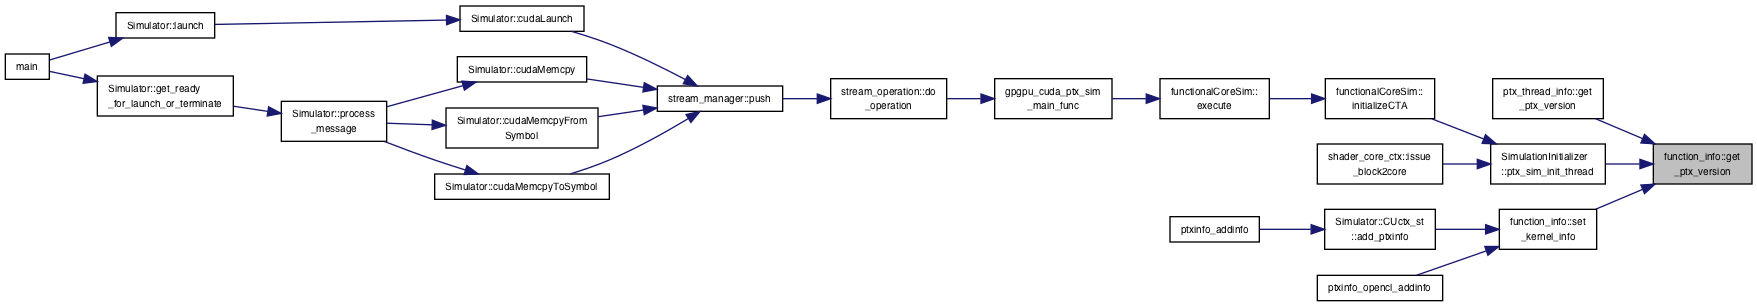 main
Simulator::launch
Simulator::get_ready
_for_launch_or_terminate
Simulator::process
_message
Simulator::cudaLaunch
Simulator::cudaMemcpy
Simulator::cudaMemcpyFrom
Symbol
Simulator::cudaMemcpyToSymbol
stream_manager::push
stream_operation::do
_operation
gpgpu_cuda_ptx_sim
_main_func
functionalCoreSim::
execute
functionalCoreSim::
initializeCTA
shader_core_ctx::issue
_block2core
ptxinfo_addinfo
Simulator::CUctx_st
::add_ptxinfo
ptxinfo_opencl_addinfo
ptx_thread_info::get
_ptx_version
SimulationInitializer
::ptx_sim_init_thread
function_info::set
_kernel_info
function_info::get
_ptx_version